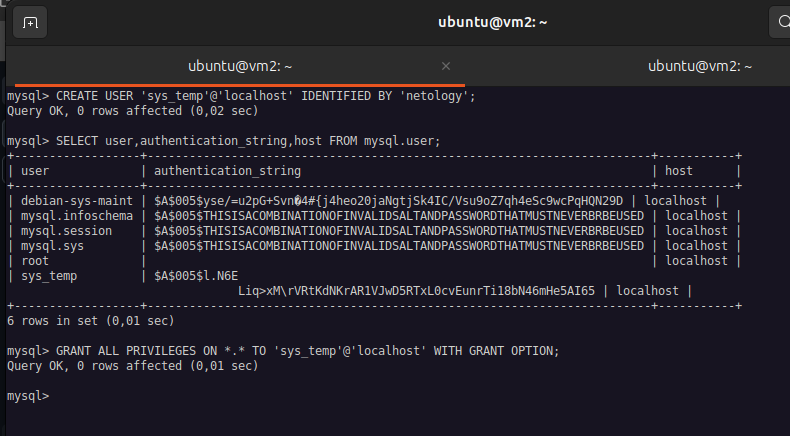 ubuntu@vm2: ~
ubuntu@vm2: ~ × ubuntu@vm2: ~
mysql> CREATE USER 'sys_temp'@'localhost' IDENTIFIED BY 'netology';
Query OK, 0 rows affected (0,02 sec)
mysql> SELECT user,authentication_string,host FROM mysql.user;
+------------------+------------------------------------------------------------------------+-----------+
| user             | authentication_string                                                  | host      |
+------------------+------------------------------------------------------------------------+-----------+
| debian-sys-maint | $A$005$yse/=u2pG+Svn�4#{j4heo20jaNgtjSk4IC/Vsu9oZ7qh4eSc9wcPqHQN29D | localhost |
| mysql.infoschema | $A$005$THISISACOMBINATIONOFINVALIDSALTANDPASSWORDTHATMUSTNEVERBRBEUSED | localhost |
| mysql.session    | $A$005$THISISACOMBINATIONOFINVALIDSALTANDPASSWORDTHATMUSTNEVERBRBEUSED | localhost |
| mysql.sys        | $A$005$THISISACOMBINATIONOFINVALIDSALTANDPASSWORDTHATMUSTNEVERBRBEUSED | localhost |
| root             |                                                                        | localhost |
| sys_temp         | $A$005$l.N6E
Liq>xM\rVRtKdNKrAR1VJwD5RTxL0cvEunrTi18bN46mHe5AI65 | localhost |
+------------------+------------------------------------------------------------------------+-----------+
6 rows in set (0,01 sec)
mysql> GRANT ALL PRIVILEGES ON *.* TO 'sys_temp'@'localhost' WITH GRANT OPTION;
Query OK, 0 rows affected (0,01 sec)
mysql>